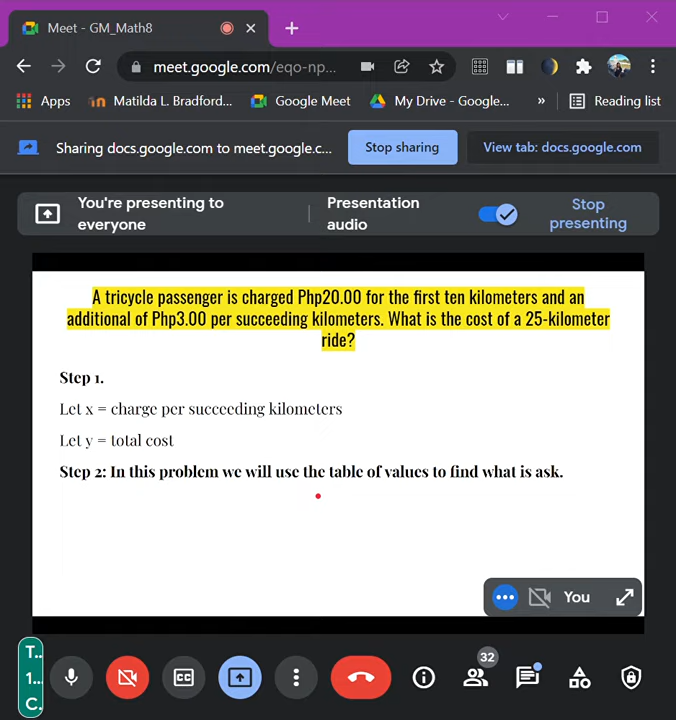 Meet - GM_Math8
meet.google.com/eqo-np...
Apps
Matilda L. Bradford...
Google Meet
My Drive - Google...
»
Reading list
Sharing docs.google.com to meet.google.c...
Stop sharing
View tab: docs.google.com
You're presenting to
everyone
Presentation
audio
Stop
presenting
A tricycle passenger is charged Php20.00 for the first ten kilometers and an
additional of Php3.00 per succeeding kilometers. What is the cost of a 25-kilometer
ride?
Step 1.
Let x = charge per succeeding kilometers
Let y = total cost
Step 2: In this problem we will use the table of values to find what is ask.
You
T..
1...
C.
CC
32